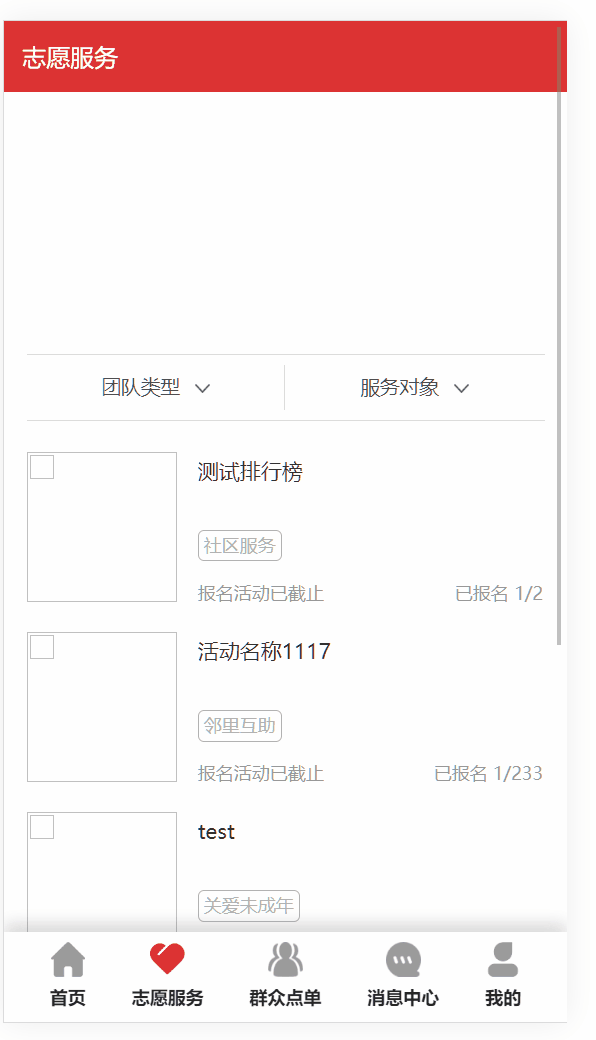 志愿服务
团队类型 服务对象
测试排行榜
社区服务
报名活动已截止 已报名 1/2
活动名称1117
邻里互助
报名活动已截止 已报名 1/233
test
关爱未成年
首页 志愿服务 群众点单 消息中心 我的